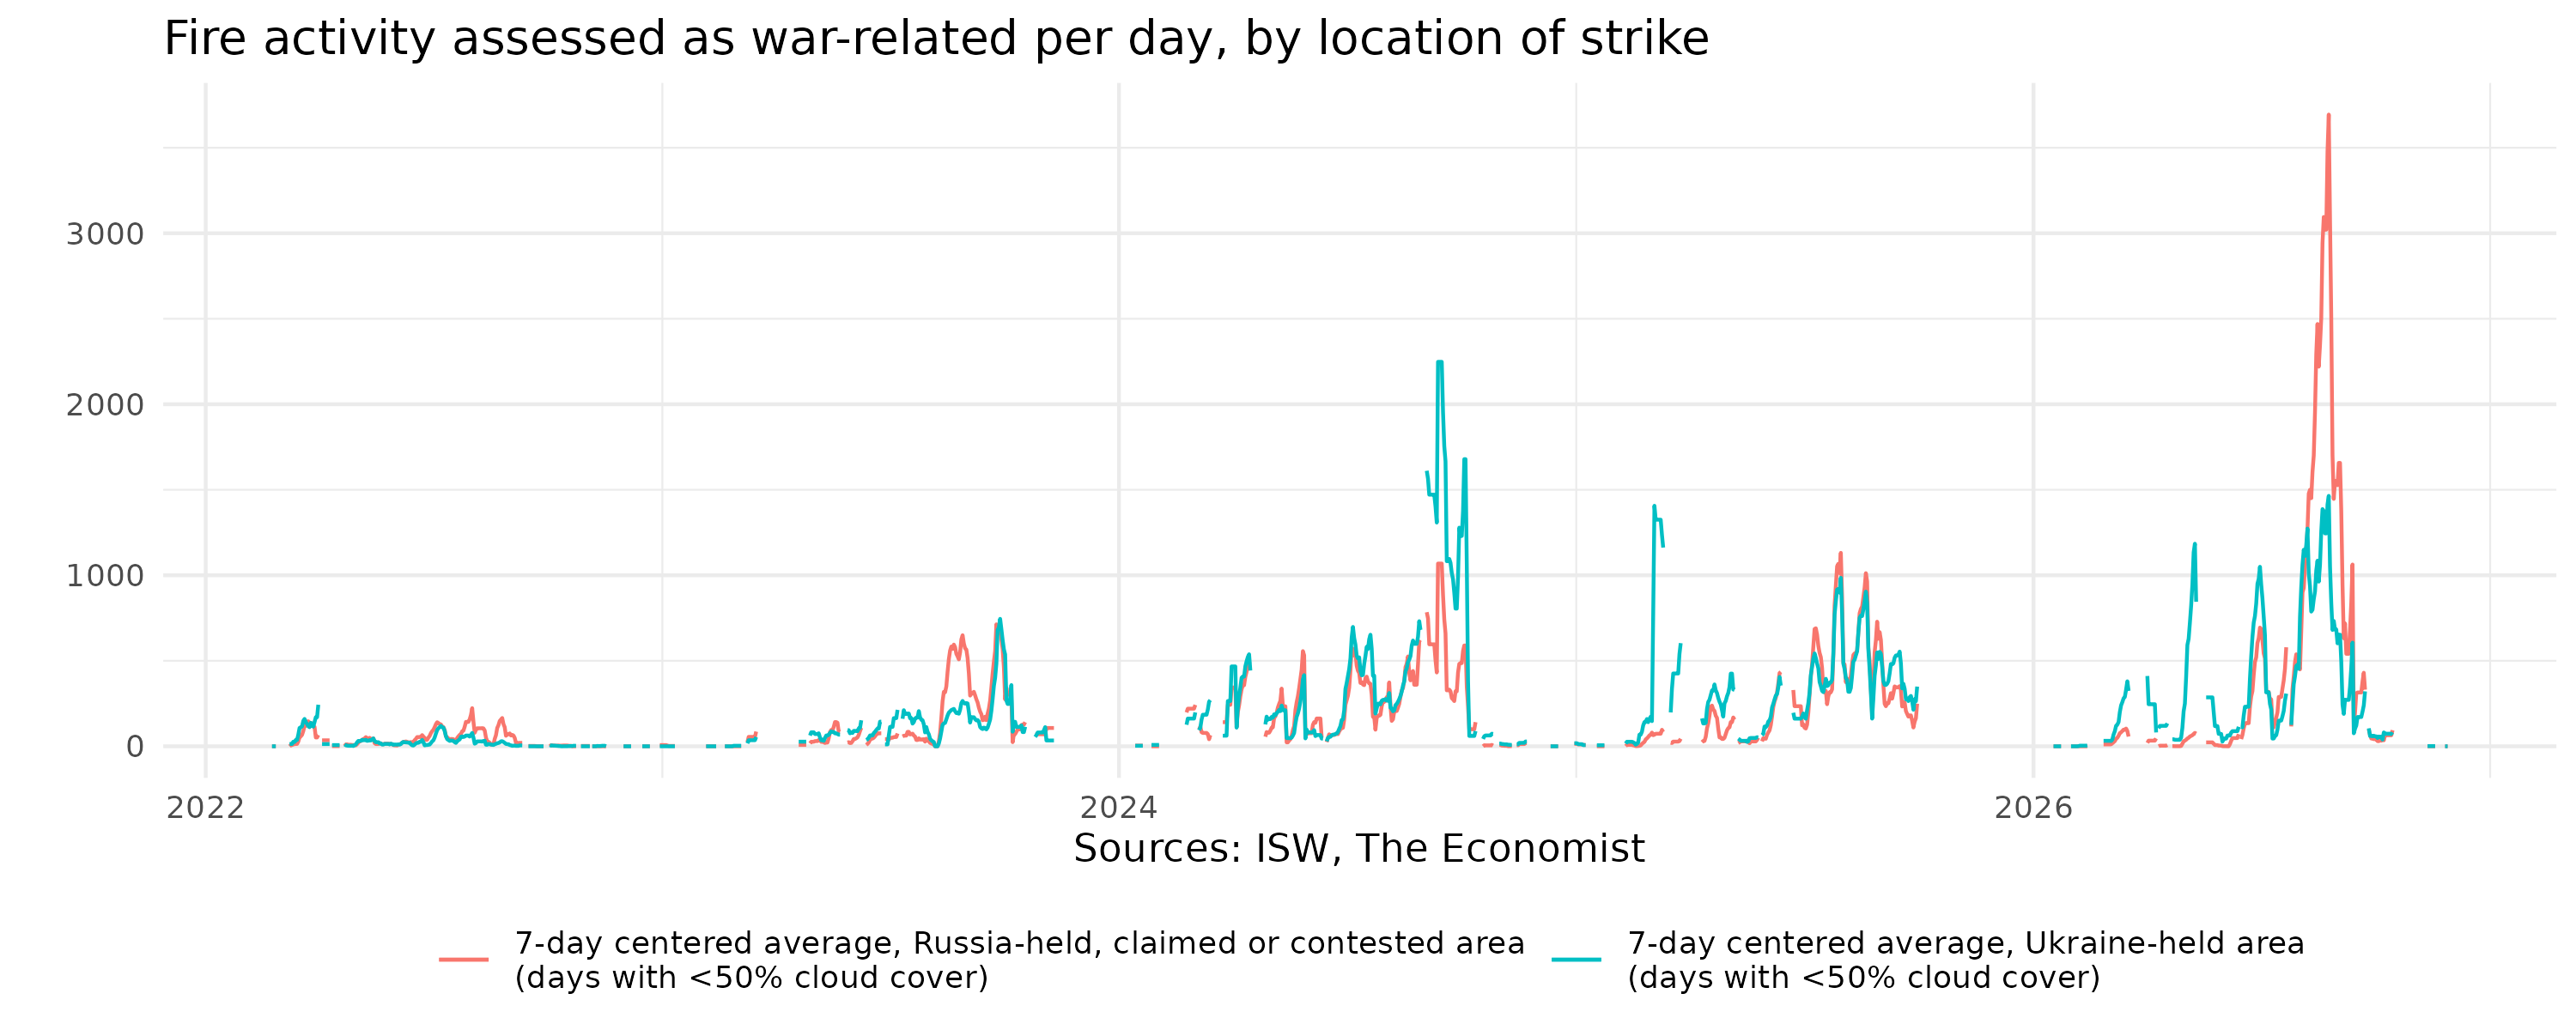 Fire activity assessed as war-related per day, by location of strike
3000
2000
1000
0
2022
2024
2026
Sources: ISW, The Economist
7-day centered average, Russia-held, claimed or contested area
(days with <50% cloud cover)
7-day centered average, Ukraine-held area
(days with <50% cloud cover)